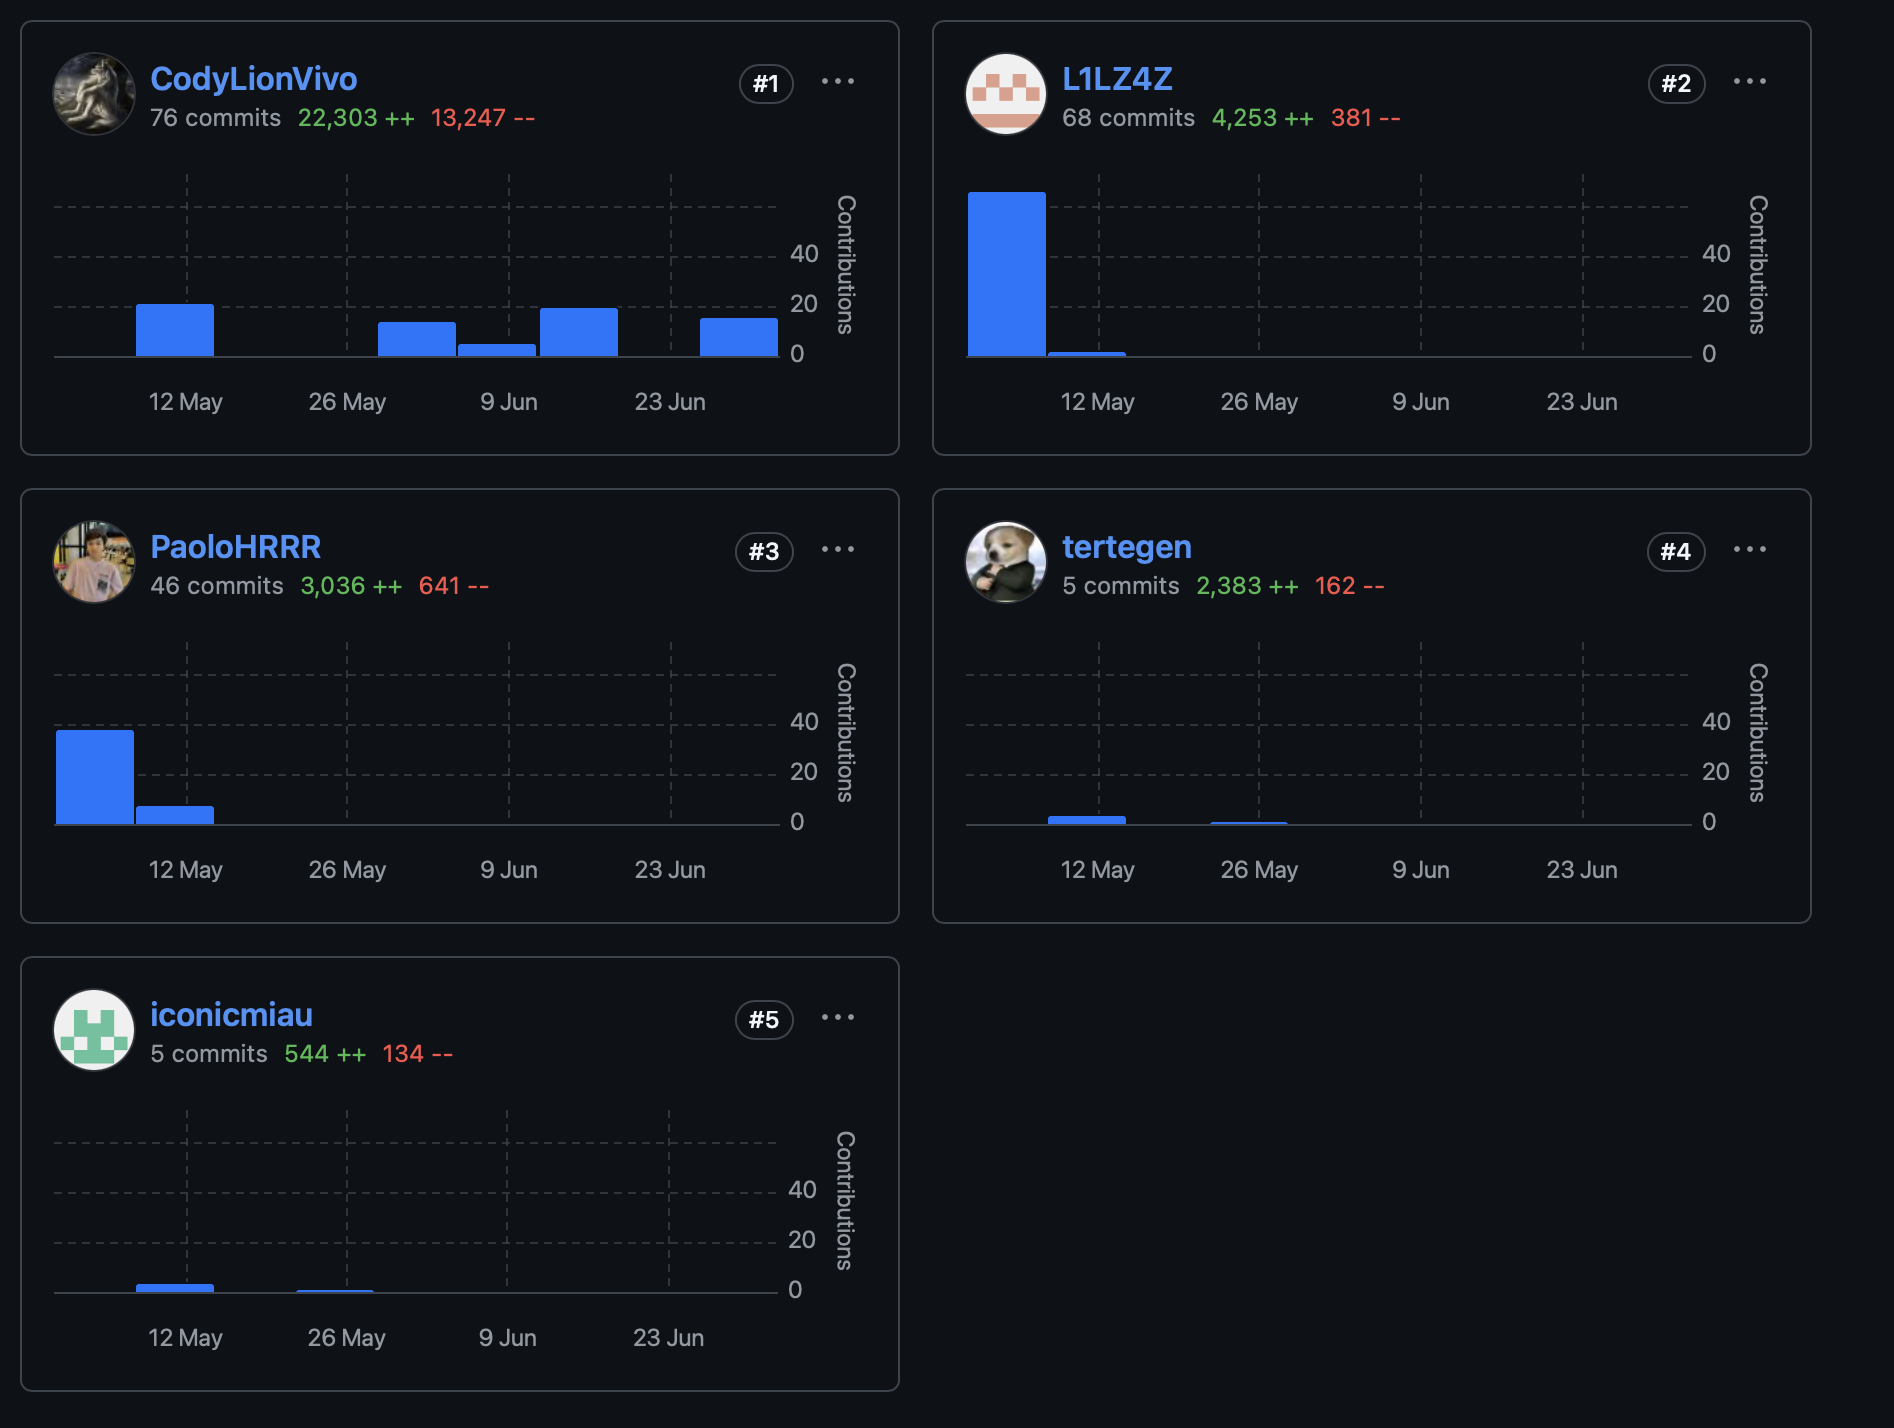 CodyLionVivo
#1
76 commits 22,303 ++ 13,247 --
Contributions
40
20
0
12 May 26 May 9 Jun 23 Jun
L1LZ4Z
#2
68 commits 4,253 ++ 381 --
Contributions
40
20
0
12 May 26 May 9 Jun 23 Jun
PaoloHRRR
#3
46 commits 3,036 ++ 641 --
Contributions
40
20
0
12 May 26 May 9 Jun 23 Jun
tertegen
#4
5 commits 2,383 ++ 162 --
Contributions
40
20
0
12 May 26 May 9 Jun 23 Jun
iconicmiau
#5
5 commits 544 ++ 134 --
Contributions
40
20
0
12 May 26 May 9 Jun 23 Jun